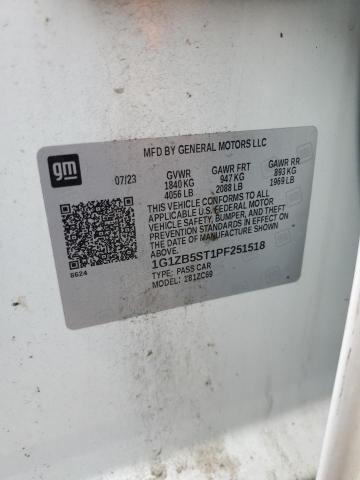 gm
MFD BY GENERAL MOTORS LLC
07/23 GVWR GAWR FRT GAWR RR
1840 KG 947 KG 893 KG
4056 LB 2088 LB 1969 LB
THIS VEHICLE CONFORMS TO ALL
APPLICABLE U.S. FEDERAL MOTOR
VEHICLE SAFETY, BUMPER, AND THEFT
PREVENTION STANDARDS IN EFFECT
ON THE DATE OF MANUFACTURE
SHOWN ABOVE.
1G1ZB5ST1PF251518
TYPE: PASS CAR
MODEL: 181ZC69
8624